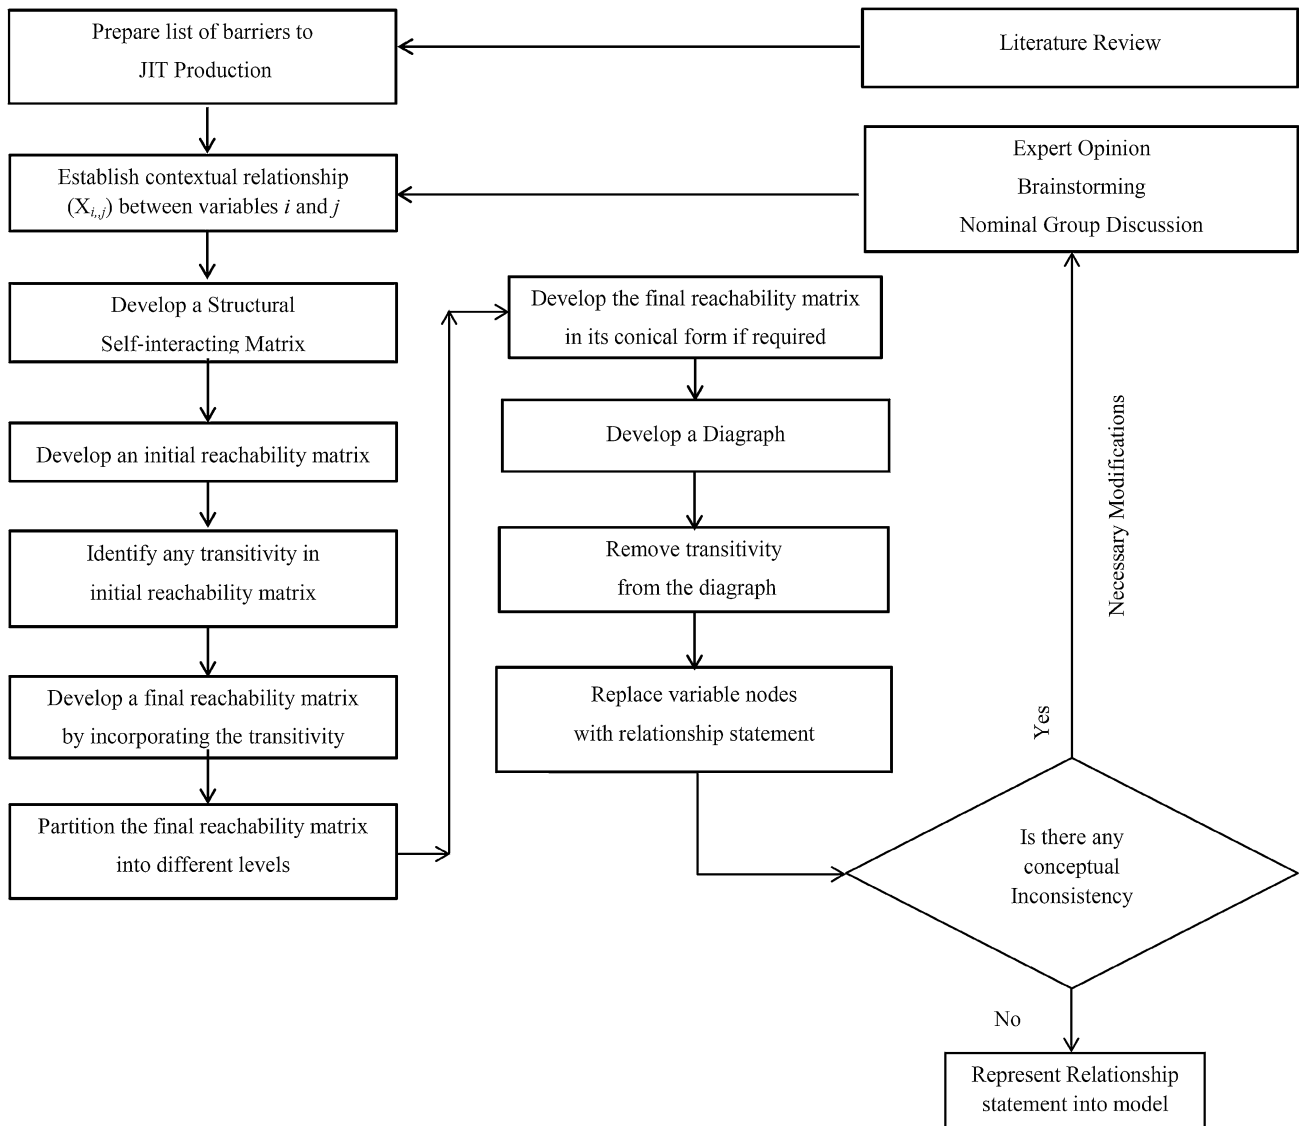 Prepare list of barriers to
JIT Production
Literature Review
Establish contextual relationship
(Xi,,j) between variables i and j
Expert Opinion
Brainstorming
Nominal Group Discussion
Develop a Structural
Self-interacting Matrix
Develop an initial reachability matrix
Identify any transitivity in
initial reachability matrix
Develop a final reachability matrix
by incorporating the transitivity
Partition the final reachability matrix
into different levels
Develop the final reachability matrix
in its conical form if required
Develop a Diagraph
Remove transitivity
from the diagraph
Replace variable nodes
with relationship statement
Is there any
conceptual
Inconsistency
Yes
Necessary Modifications
No
Represent Relationship
statement into model